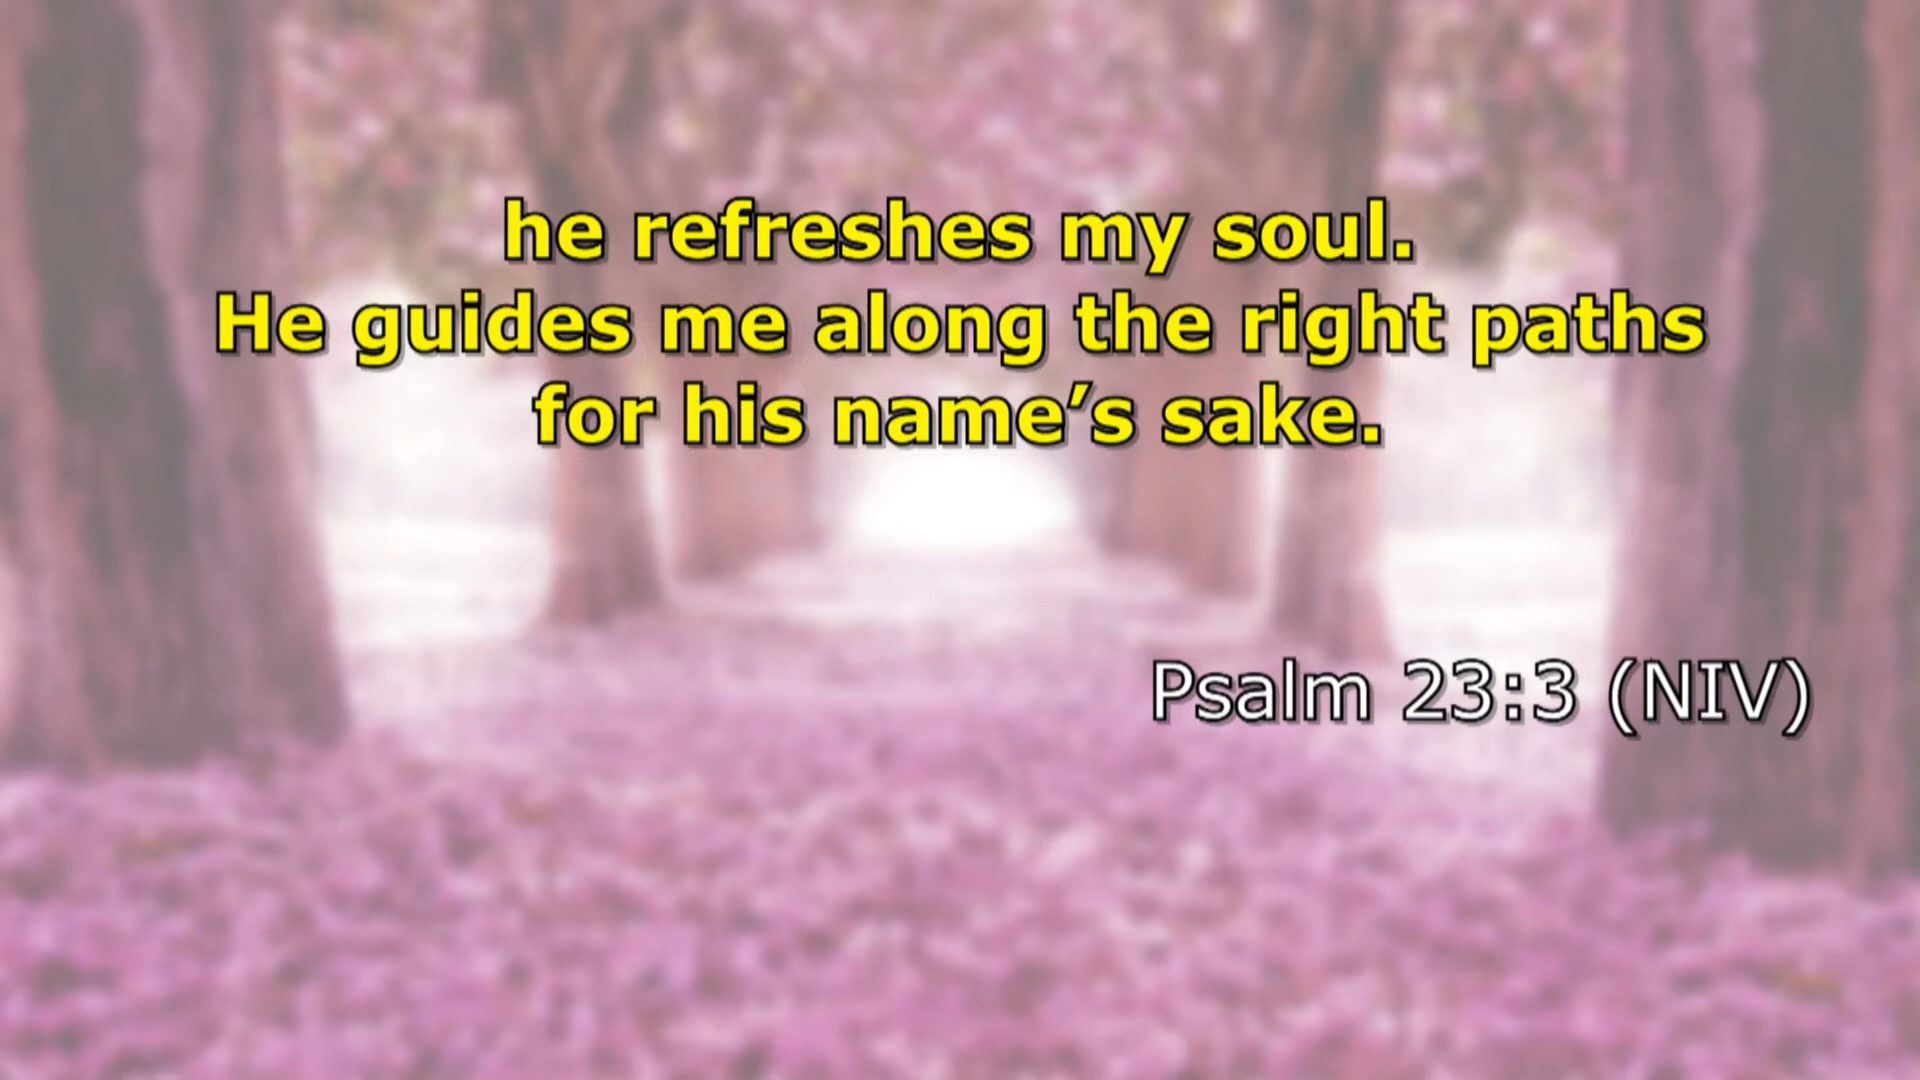 he refreshes my soul.
He guides me along the right paths
for his name’s sake.
Psalm 23:3 (NIV)